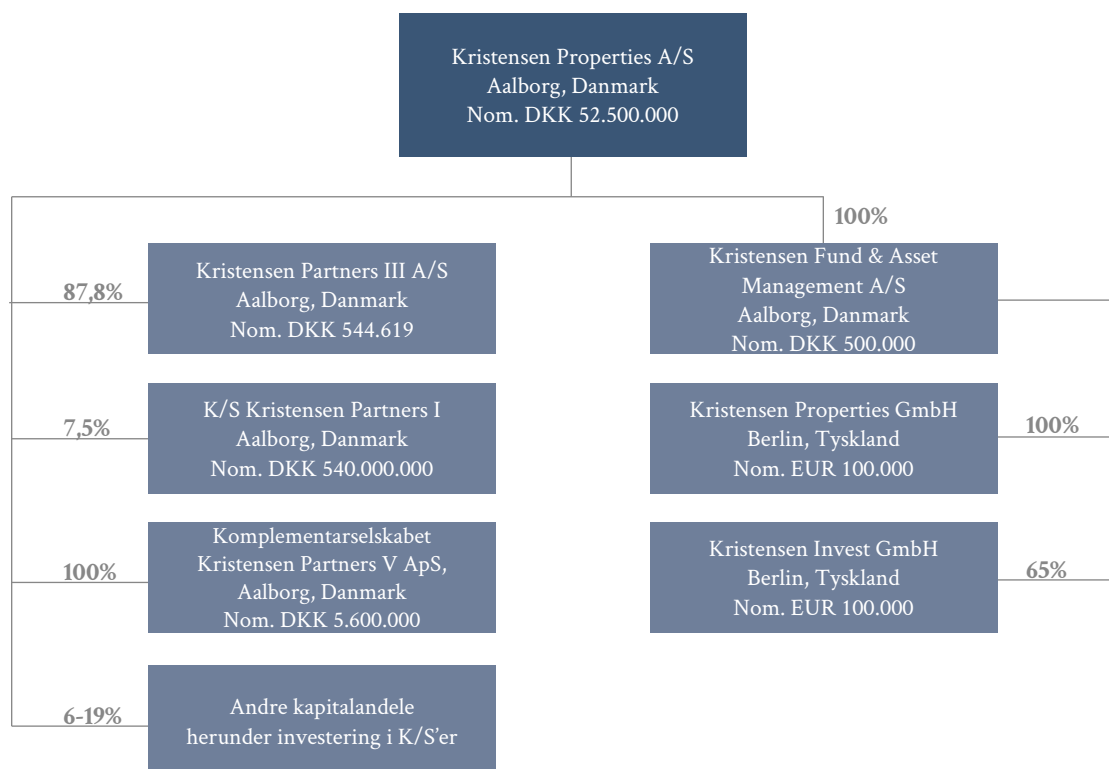 Kristensen Properties A/S
Aalborg, Danmark
Nom. DKK 52.500.000
100%
87,8%
Kristensen Partners III A/S
Aalborg, Danmark
Nom. DKK 544.619
Kristensen Fund & Asset
Management A/S
Aalborg, Danmark
Nom. DKK 500.000
7,5%
K/S Kristensen Partners I
Aalborg, Danmark
Nom. DKK 540.000.000
Kristensen Properties GmbH
Berlin, Tyskland
Nom. EUR 100.000
100%
100%
Komplementarselskabet
Kristensen Partners V ApS,
Aalborg, Danmark
Nom. DKK 5.600.000
Kristensen Invest GmbH
Berlin, Tyskland
Nom. EUR 100.000
65%
6-19%
Andre kapitalandele
herunder investering i K/S’er